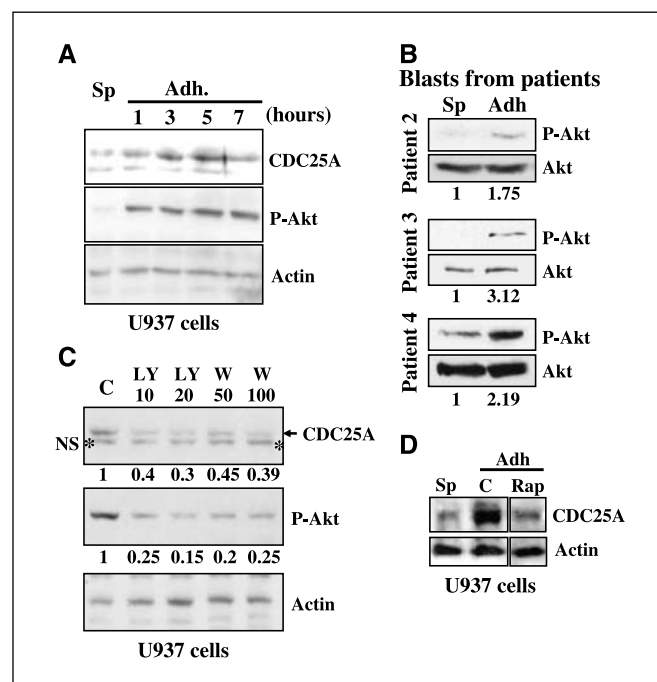 A
Sp Adh.
1 3 5 7 (hours)
CDC25A
P-Akt
Actin
U937 cells
B
Blasts from patients
Sp Adh
Patient 2
P-Akt
Akt
1 1.75
Patient 3
P-Akt
Akt
1 3.12
Patient 4
P-Akt
Akt
1 2.19
C
C LY LY W W
10 20 50 100
CDC25A
NS * *
1 0.4 0.3 0.45 0.39
P-Akt
1 0.25 0.15 0.2 0.25
Actin
U937 cells
D
Adh
Sp C Rap
CDC25A
Actin
U937 cells